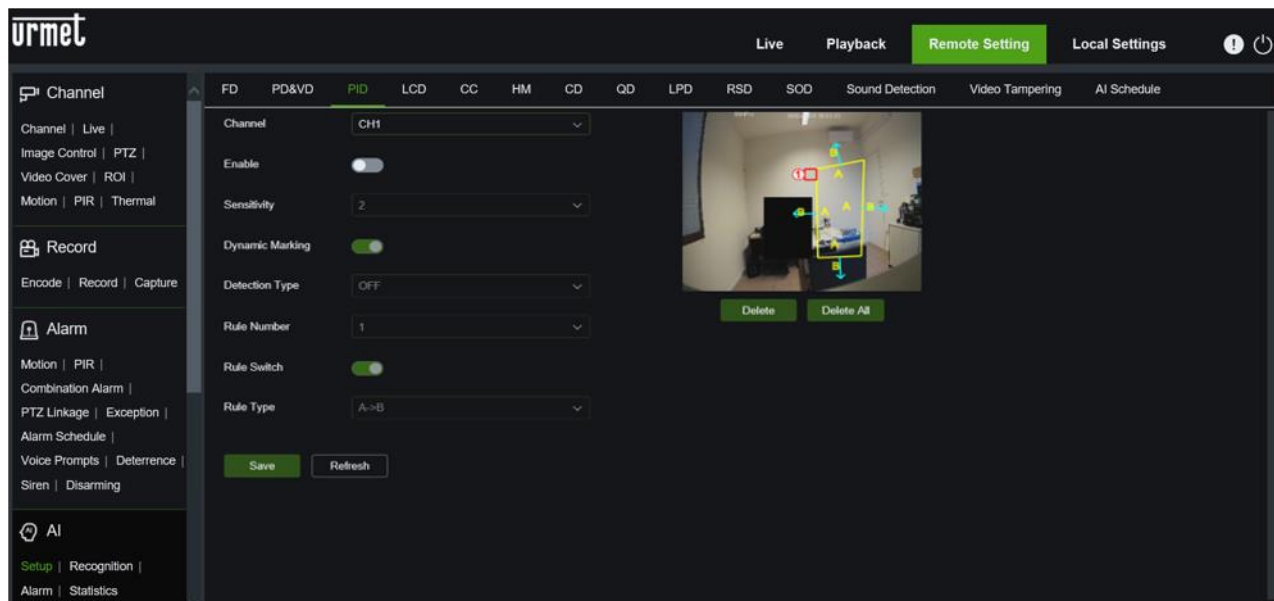 urmet
Live Playback Remote Setting Local Settings
Channel
Channel | Live |
Image Control | PTZ |
Video Cover | ROI |
Motion | PIR | Thermal
Record
Encode | Record | Capture
Alarm
Motion | PIR |
Combination Alarm |
PTZ Linkage | Exception |
Alarm Schedule |
Voice Prompts | Deterrence |
Siren | Disarming
AI
Setup | Recognition |
Alarm | Statistics
FD PD&VD PID LCD CC HM CD QD LPD RSD SOD Sound Detection Video Tampering AI Schedule
Channel CH1
Enable
Sensitivity 2
Dynamic Marking
Detection Type OFF
Rule Number 1
Rule Switch
Rule Type A->B
Save Refresh
B
1 A
B A A B
A
B
Delete Delete All